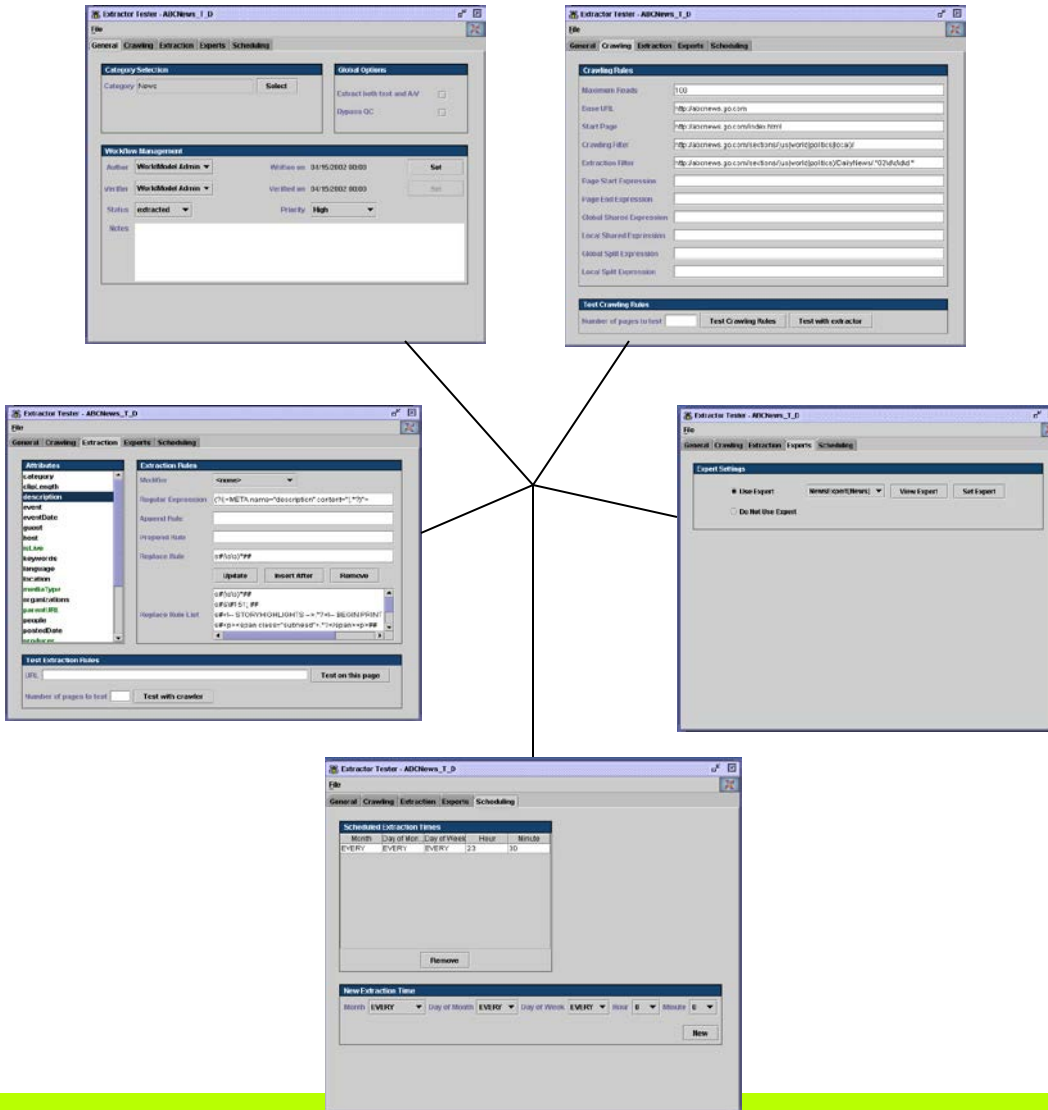 Extractor Tester - ABCNews_T_D
File
General Crawling Extraction Experts Scheduling
Category Selection
Category News Select
Global Options
Extract both text and A/V
Bypass QC
Workflow Management
Author WorldModel Admin Written on 04/15/2002 00:00 Set
Verifier WorldModel Admin Verified on 04/15/2002 00:00 Set
Status extracted Priority High
Notes
Extractor Tester - ABCNews_T_D
File
General Crawling Extraction Experts Scheduling
Crawling Rules
Maximum Reads 100
Base URL http://abcnews.go.com
Start Page http://abcnews.go.com/index.html
Crawling Filter http://abcnews.go.com/sections/(us|world|politics|local)/
Extraction Filter
Page Start Expression
Page End Expression
Global Shared Expression
Local Shared Expression
Global Split Expression
Local Split Expression
Test Crawling Rules
Number of pages to test Test Crawling Rules Test with extractor
Extractor Tester - ABCNews_T_D
File
General Crawling Extraction Experts Scheduling
Attributes
category
clipLength
description
event
eventDate
guest
host
isLive
keywords
language
location
mediaType
organizations
parentURL
people
postedDate
producer
Extraction Rules
Modifier <none>
Regular Expression
Append Rule
Prepend Rule
Replace Rule
Update Insert After Remove
Replace Rule List
Test Extraction Rules
URL Test on this page
Number of pages to test Test with crawler
Extractor Tester - ABCNews_T_D
File
General Crawling Extraction Experts Scheduling
Expert Settings
Use Expert NewsExpert(News) View Expert Set Expert
Do Not Use Expert
Extractor Tester - ABCNews_T_D
File
General Crawling Extraction Experts Scheduling
Scheduled Extraction Times
Month Day of Mon Day of Week Hour Minute
EVERY EVERY EVERY 23 30
Remove
New Extraction Time
Month EVERY Day of Month EVERY Day of Week EVERY Hour 0 Minute 0
New